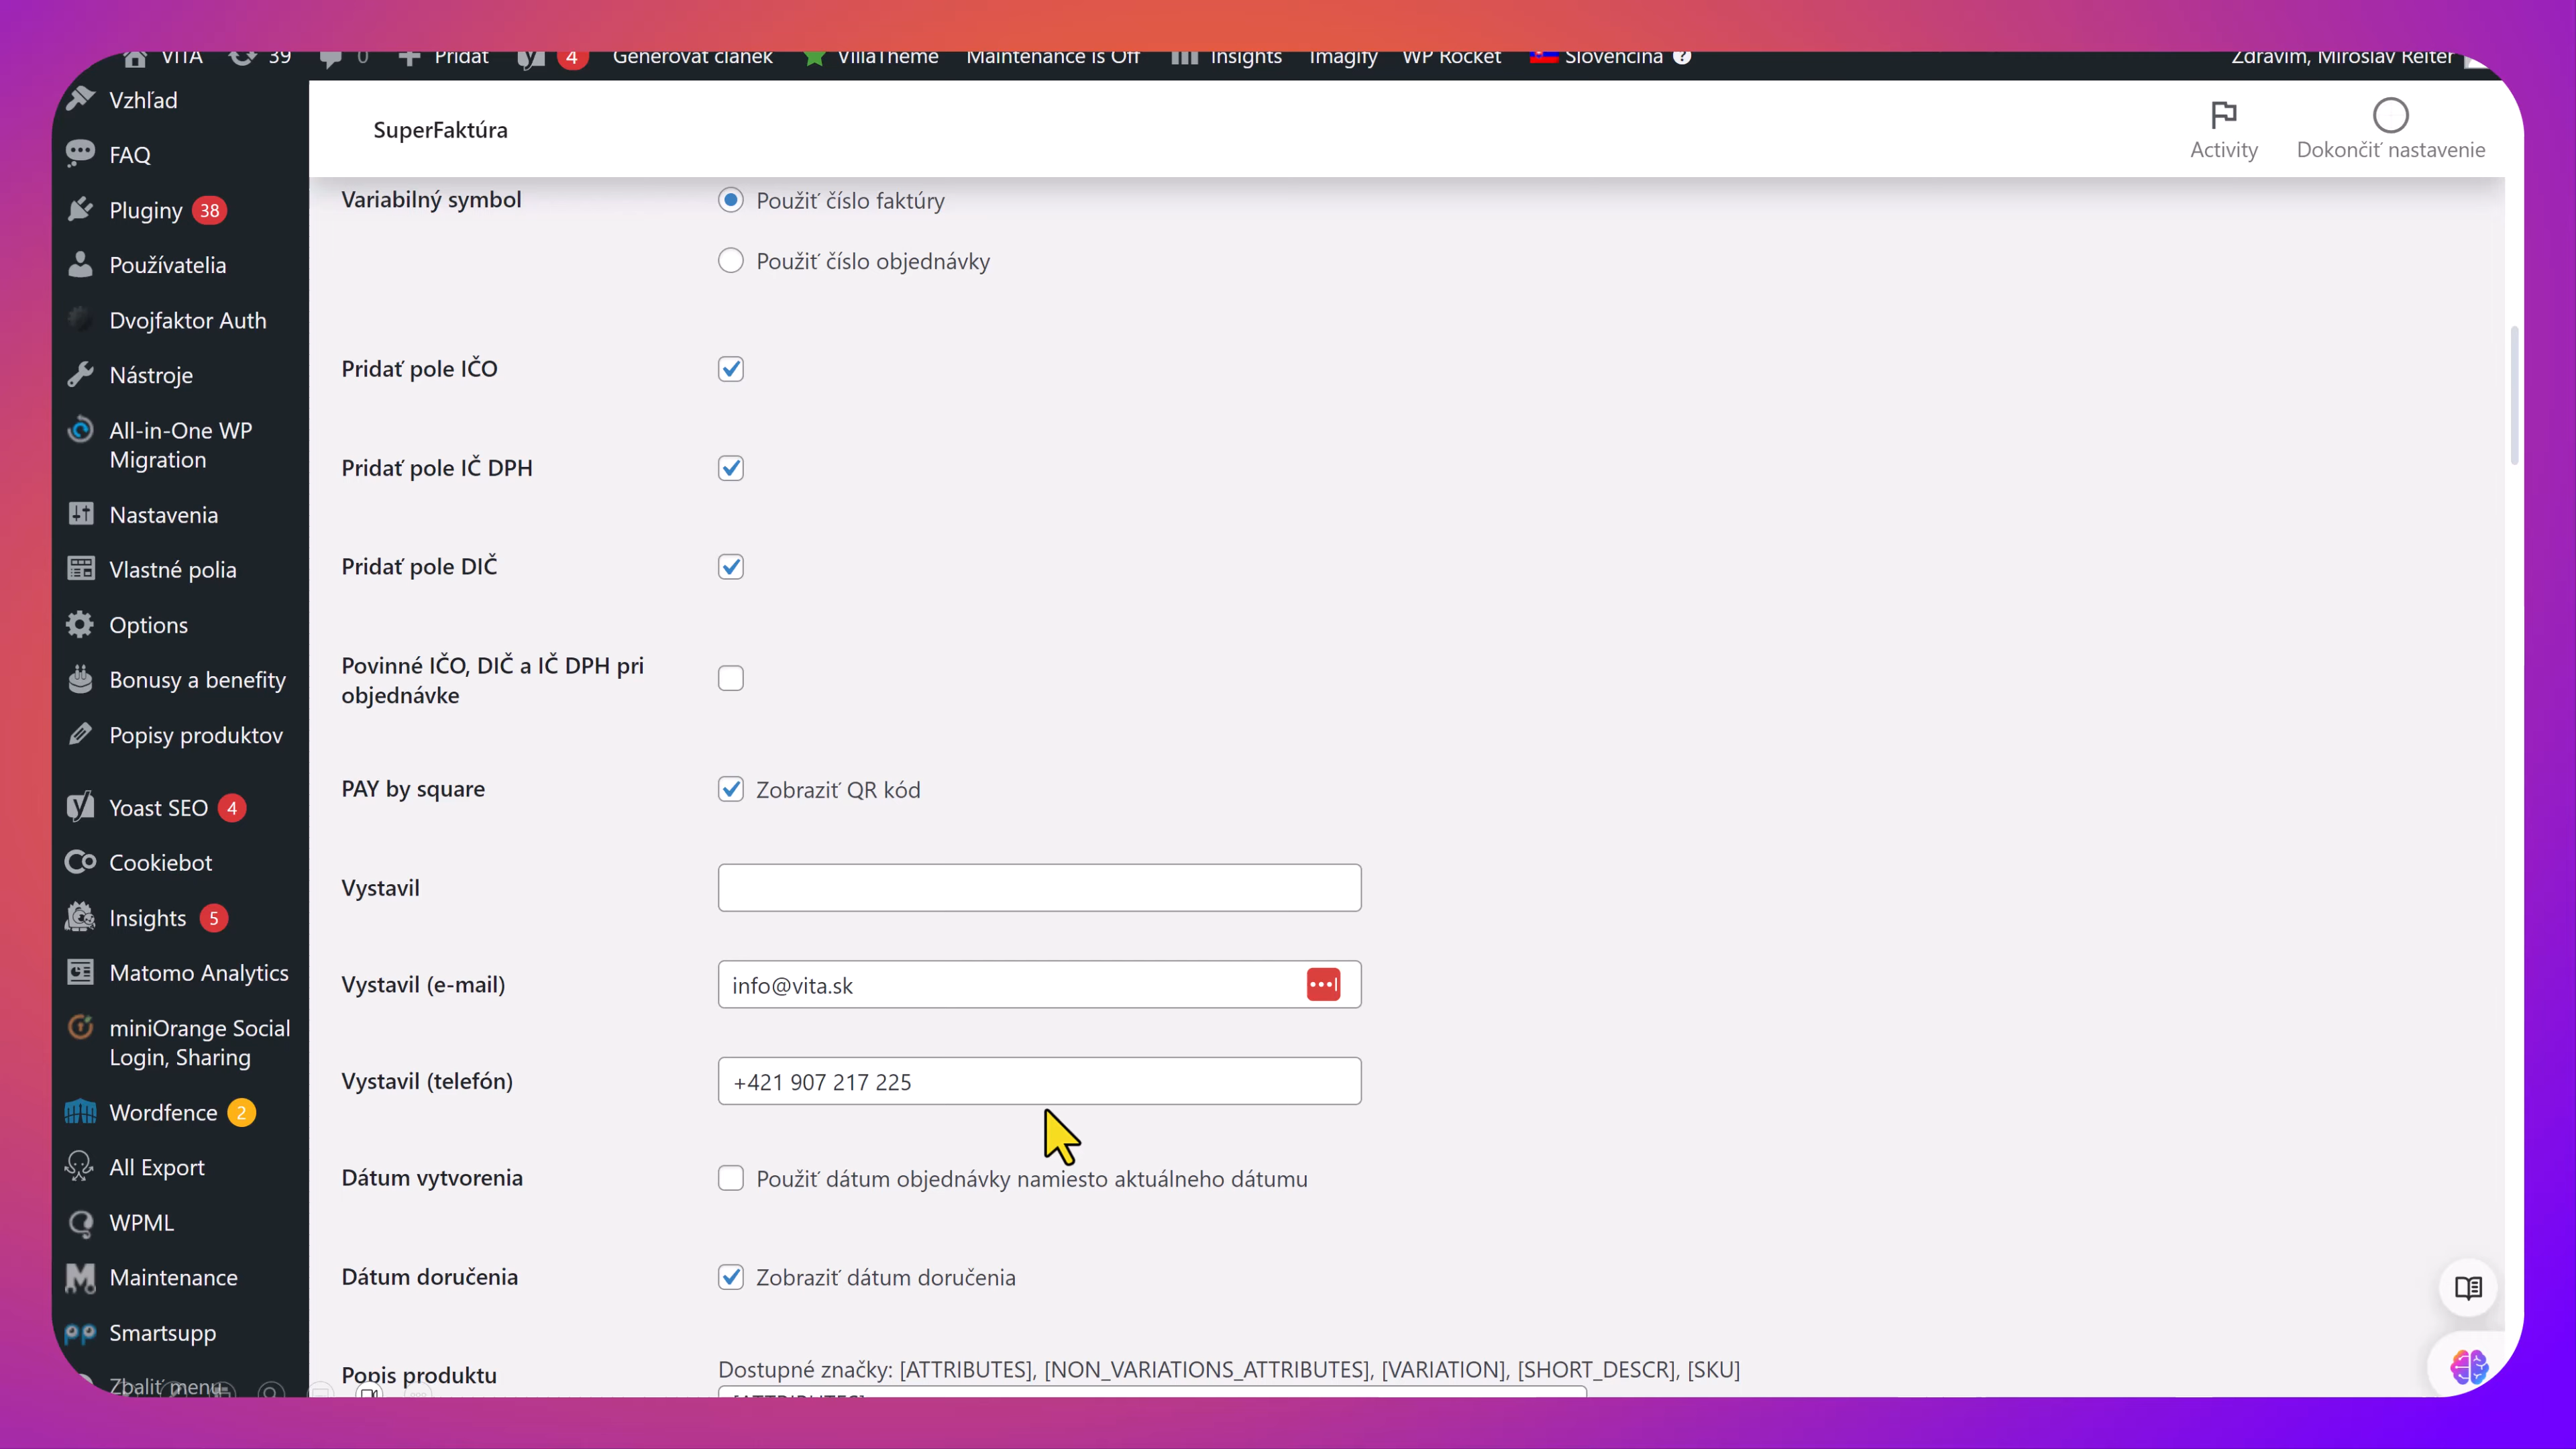 VITA 39 0 Pridať 4 Generovať článok VillaTheme Maintenance is Off Insights Imagify WP Rocket Slovenčina ? Zdravím, Miroslav Reiter
Vzhľad
FAQ
Pluginy 38
Používatelia
Dvojfaktor Auth
Nástroje
All-in-One WP
Migration
Nastavenia
Vlastné polia
Options
Bonusy a benefity
Popisy produktov
Yoast SEO 4
Cookiebot
Insights 5
Matomo Analytics
miniOrange Social
Login, Sharing
Wordfence 2
All Export
WPML
Maintenance
Smartsupp
Zbaliť menu
SuperFaktúra
Activity
Dokončiť nastavenie
Variabilný symbol
Použiť číslo faktúry
Použiť číslo objednávky
Pridať pole IČO
Pridať pole IČ DPH
Pridať pole DIČ
Povinné IČO, DIČ a IČ DPH pri
objednávke
PAY by square
Zobraziť QR kód
Vystavil
Vystavil (e-mail)
info@vita.sk
Vystavil (telefón)
+421 907 217 225
Dátum vytvorenia
Použiť dátum objednávky namiesto aktuálneho dátumu
Dátum doručenia
Zobraziť dátum doručenia
Popis produktu
Dostupné značky: [ATTRIBUTES], [NON_VARIATIONS_ATTRIBUTES], [VARIATION], [SHORT_DESCR], [SKU]
[ATTRIBUTES]